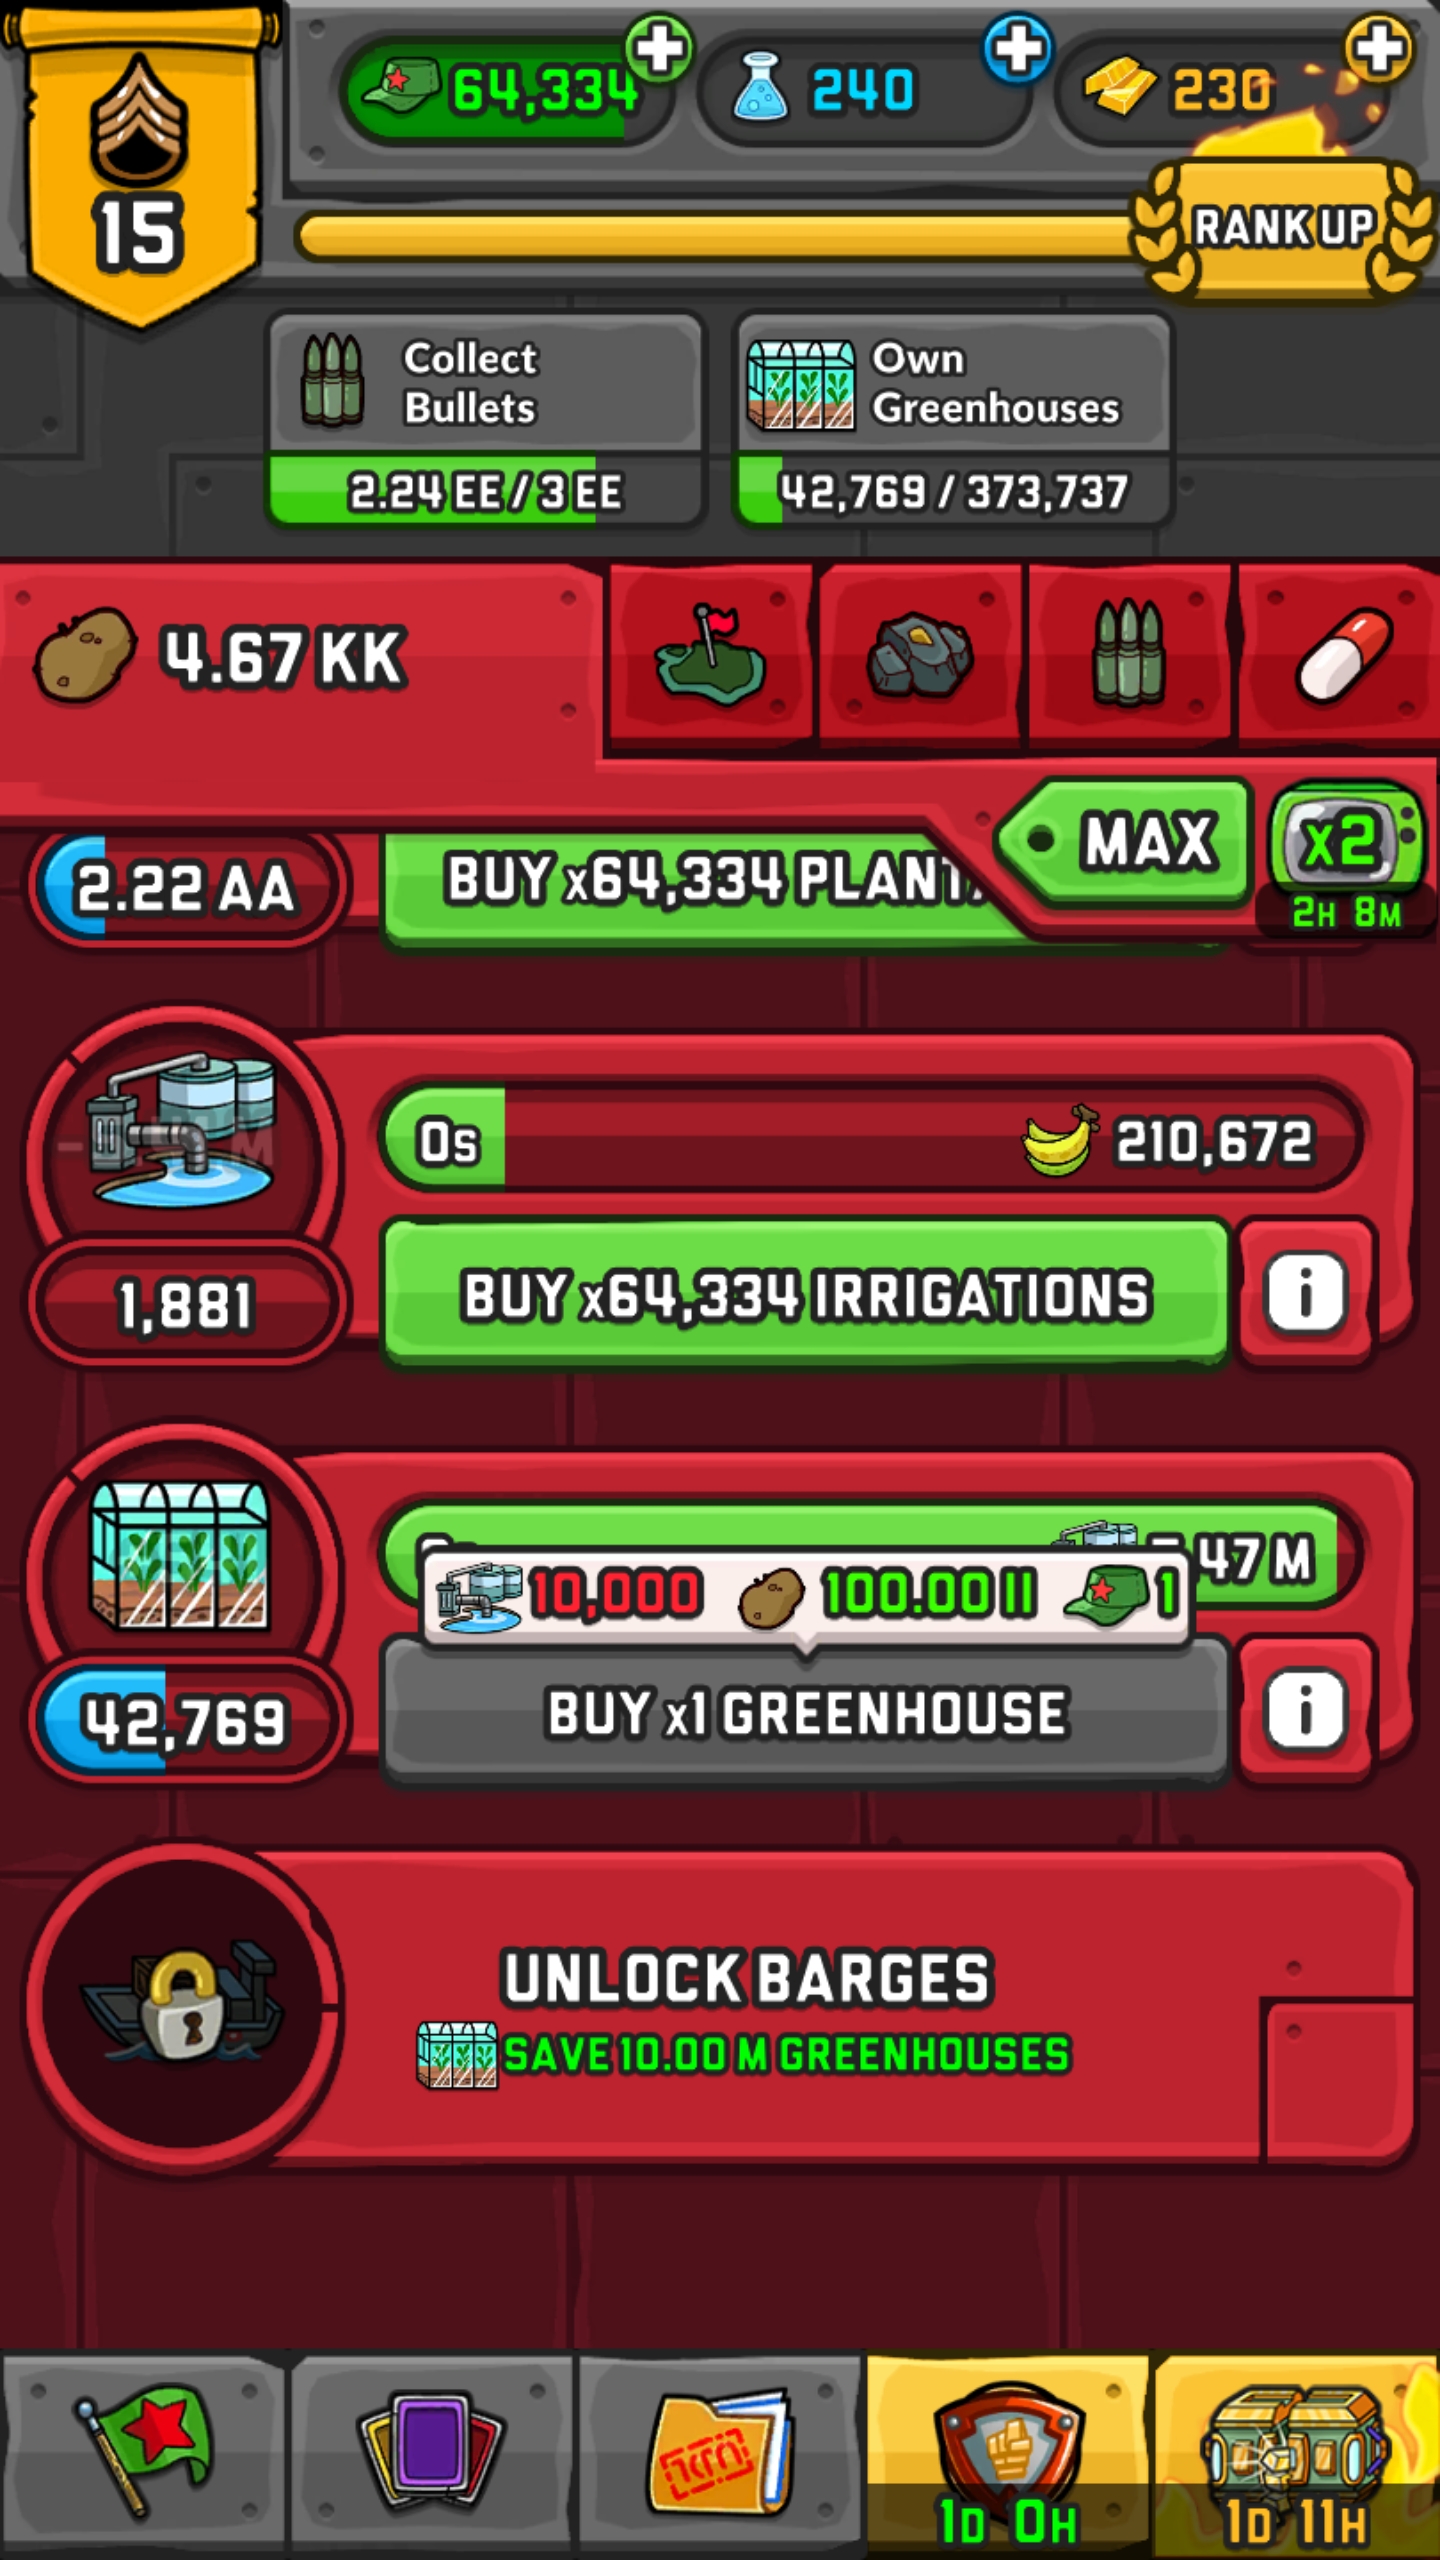 64,334
240
230
15
RANK UP
Collect
Bullets
2.24 EE / 3 EE
Own
Greenhouses
42,769 / 373,737
4.67 KK
MAX
x2
2H 8M
2.22 AA
BUY x64,334
0s
210,672
1,881
BUY x64,334 IRRIGATIONS
47 M
10,000
100.00 II
1
42,769
BUY x1 GREENHOUSE
UNLOCK BARGES
SAVE 10.00 M GREENHOUSES
1D 0H
1D 11H